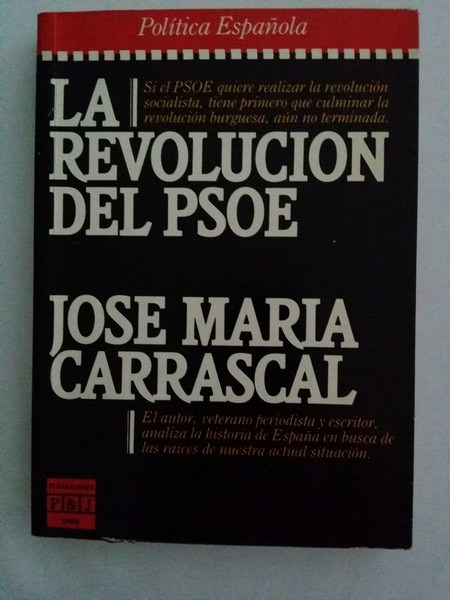 Política Española
LA
Si el PSOE quiere realizar la revolución
socialista, tiene primero que culminar la
revolución burguesa, aún no terminada.
REVOLUCION
DEL PSOE
JOSE MARIA
CARRASCAL
El autor, veterano periodista y escritor,
analiza la historia de España en busca de
las raíces de nuestra actual situación.
PLAZA & JANES
P & J